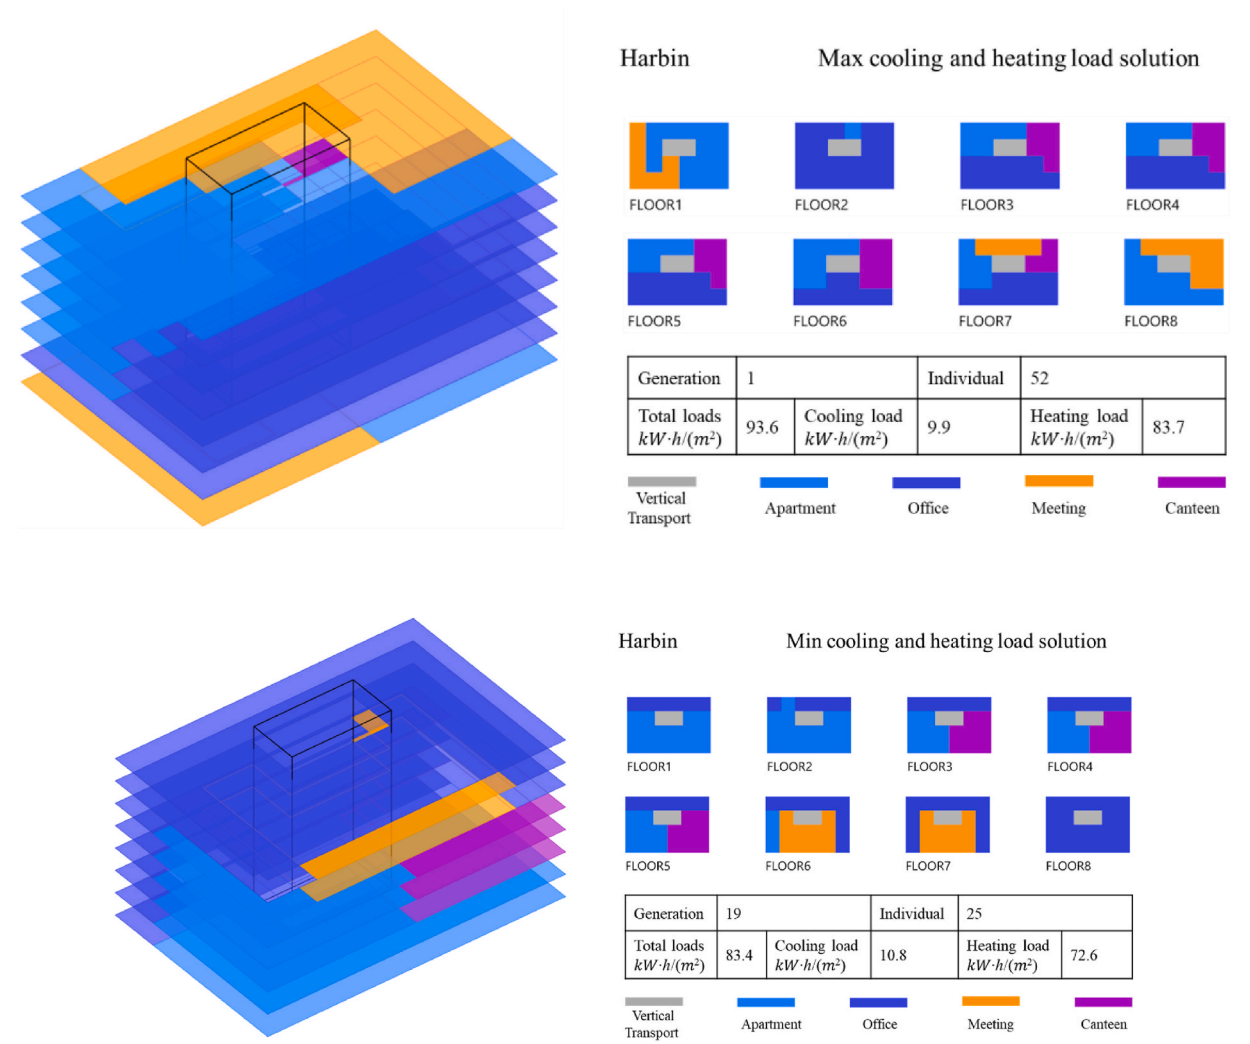 Harbin Max cooling and heating load solution
FLOOR1 FLOOR2 FLOOR3 FLOOR4
FLOOR5 FLOOR6 FLOOR7 FLOOR8
Generation 1 Individual 52
Total loads Cooling load Heating load
kW·h/(m²) 93.6 kW·h/(m²) 9.9 kW·h/(m²) 83.7
Vertical
Transport Apartment Office Meeting Canteen
Harbin Min cooling and heating load solution
FLOOR1 FLOOR2 FLOOR3 FLOOR4
FLOOR5 FLOOR6 FLOOR7 FLOOR8
Generation 19 Individual 25
Total loads Cooling load Heating load
kW·h/(m²) 83.4 kW·h/(m²) 10.8 kW·h/(m²) 72.6
Vertical
Transport Apartment Office Meeting Canteen